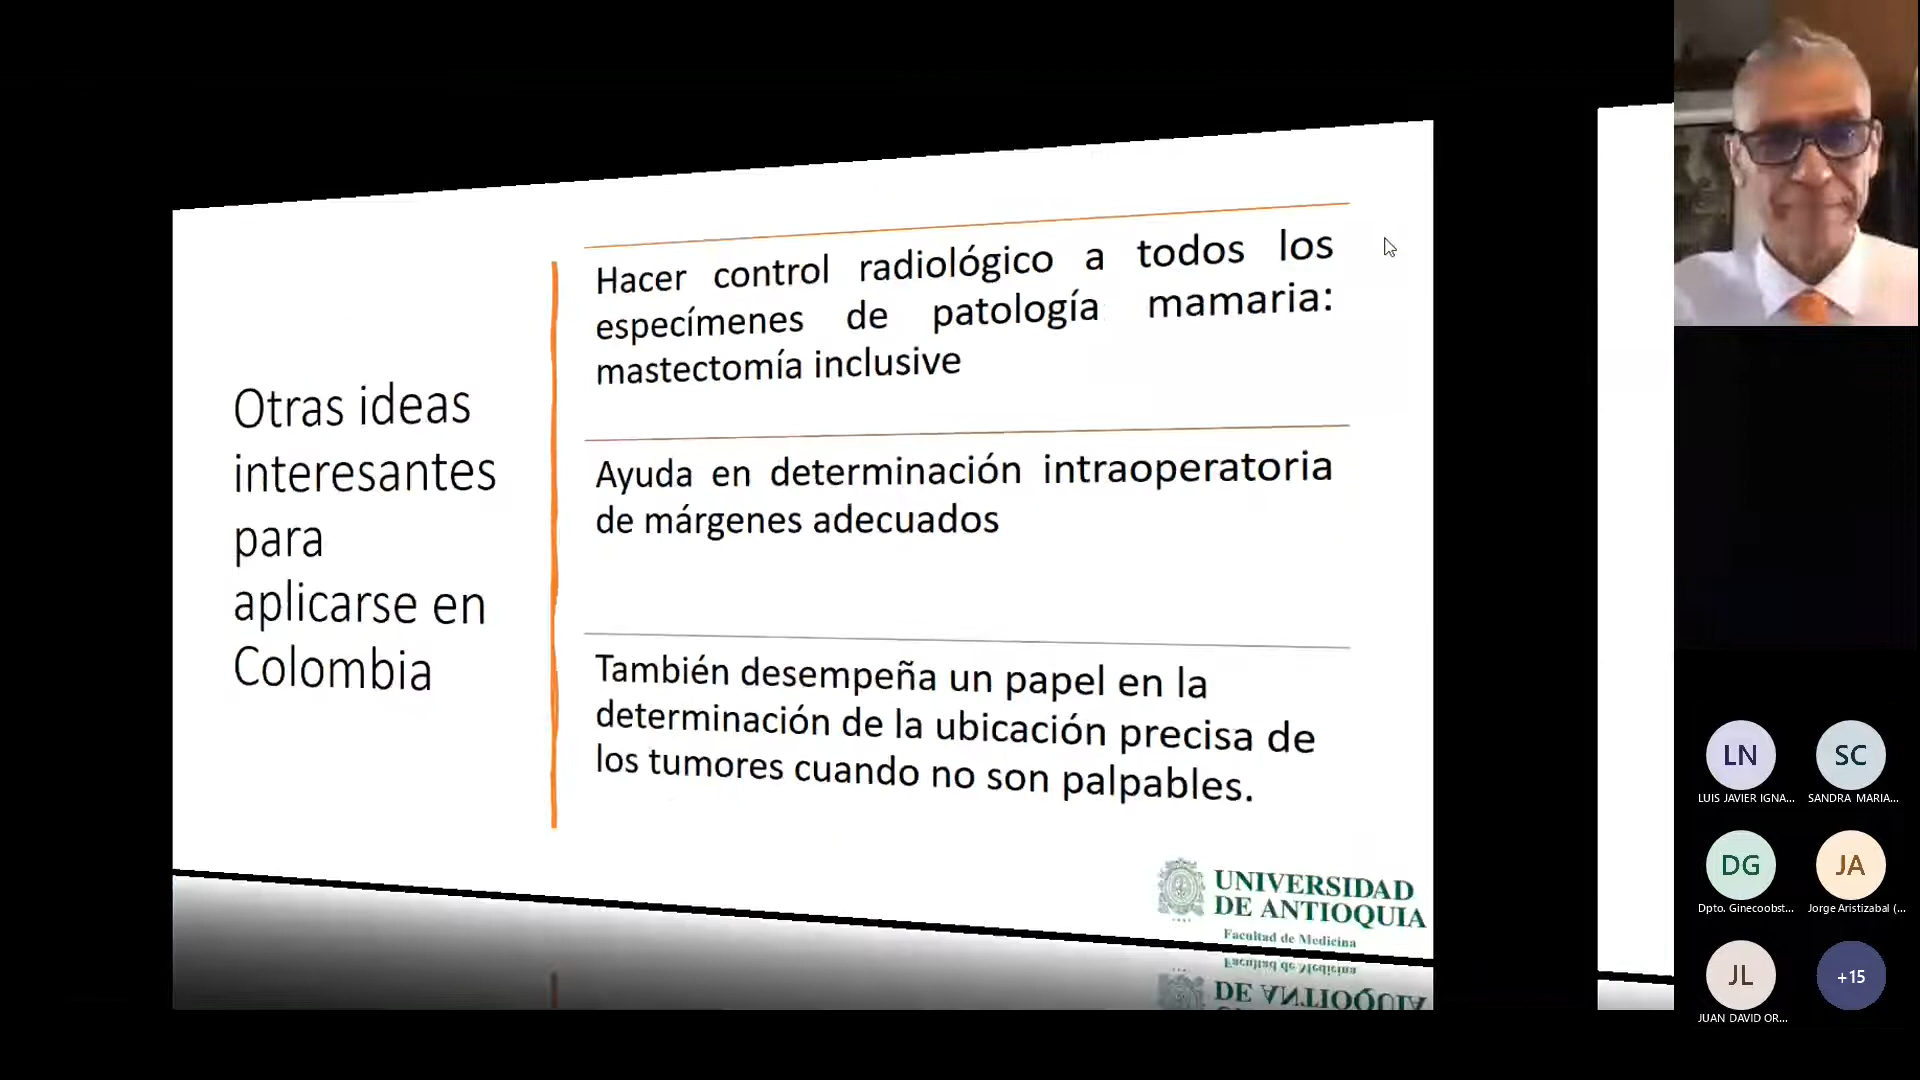 Otras ideas
interesantes
para
aplicarse en
Colombia
Hacer control radiológico a todos los
especímenes de patología mamaria:
mastectomía inclusive
Ayuda en determinación intraoperatoria
de márgenes adecuados
También desempeña un papel en la
determinación de la ubicación precisa de
los tumores cuando no son palpables.
UNIVERSIDAD
DE ANTIOQUIA
Facultad de Medicina
LN
LUIS JAVIER IGNA...
SC
SANDRA MARIA...
DG
Dpto. Ginecoobst...
JA
Jorge Aristizabal (...
JL
JUAN DAVID OR...
+15